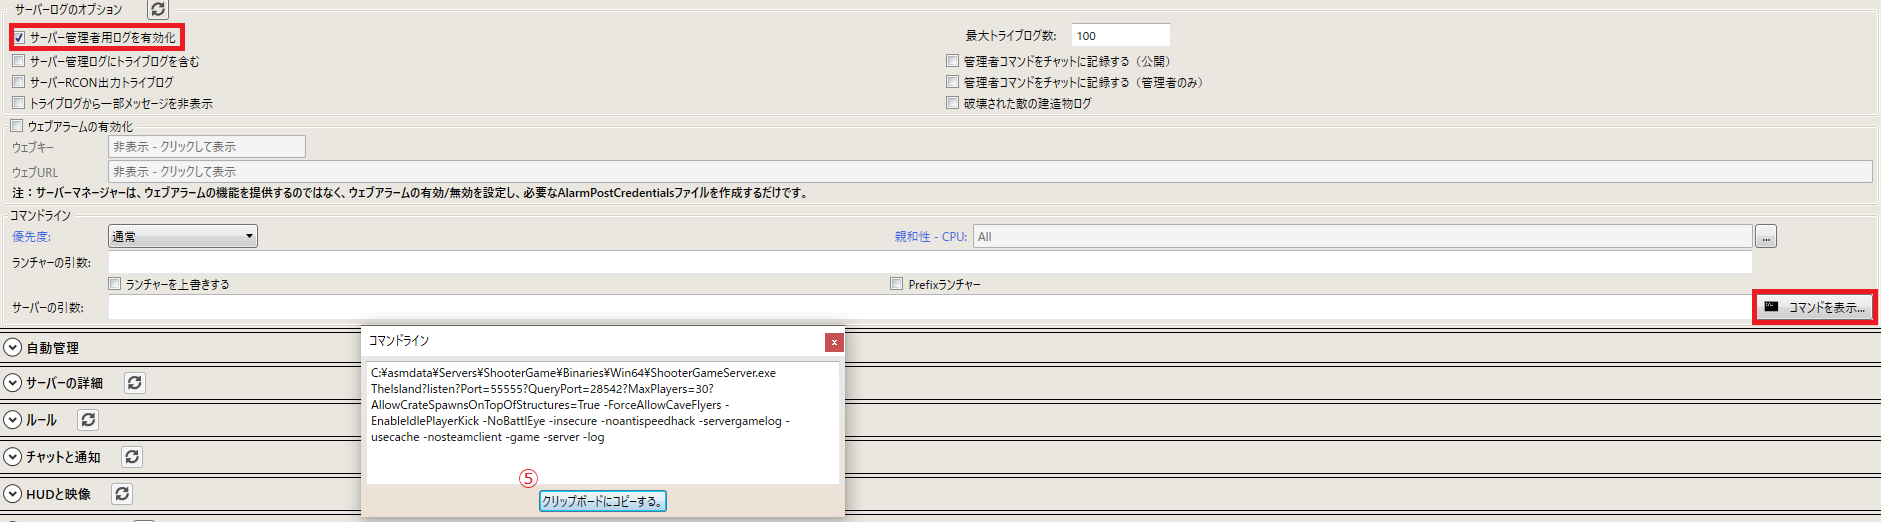 サーバーログのオプション
サーバー管理者用ログを有効化
最大トライブログ数: 100
サーバー管理ログにトライブログを含む
管理者コマンドをチャットに記録する（公開）
サーバーRCON出力トライブログ
管理者コマンドをチャットに記録する（管理者のみ）
トライブログから一部メッセージを非表示
破壊された敵の建造物ログ
ウェブアラームの有効化
ウェブキー 非表示 - クリックして表示
ウェブURL 非表示 - クリックして表示
注：サーバーマネージャーは、ウェブアラームの機能を提供するのではなく、ウェブアラームの有効/無効を設定し、必要なAlarmPostCredentialsファイルを作成するだけです。
コマンドライン
優先度: 通常
親和性 - CPU: All ...
ランチャーの引数:
ランチャーを上書きする
Prefixランチャー
サーバーの引数:
コマンドを表示...
自動管理
サーバーの詳細
ルール
チャットと通知
HUDと映像
コマンドライン
x
C:¥asmdata¥Servers¥ShooterGame¥Binaries¥Win64¥ShooterGameServer.exe
TheIsland?listen?Port=55555?QueryPort=28542?MaxPlayers=30?
AllowCrateSpawnsOnTopOfStructures=True -ForceAllowCaveFlyers -
EnableIdlePlayerKick -NoBattlEye -insecure -noantispeedhack -servergamelog -
usecache -nosteamclient -game -server -log
⑤
クリップボードにコピーする。